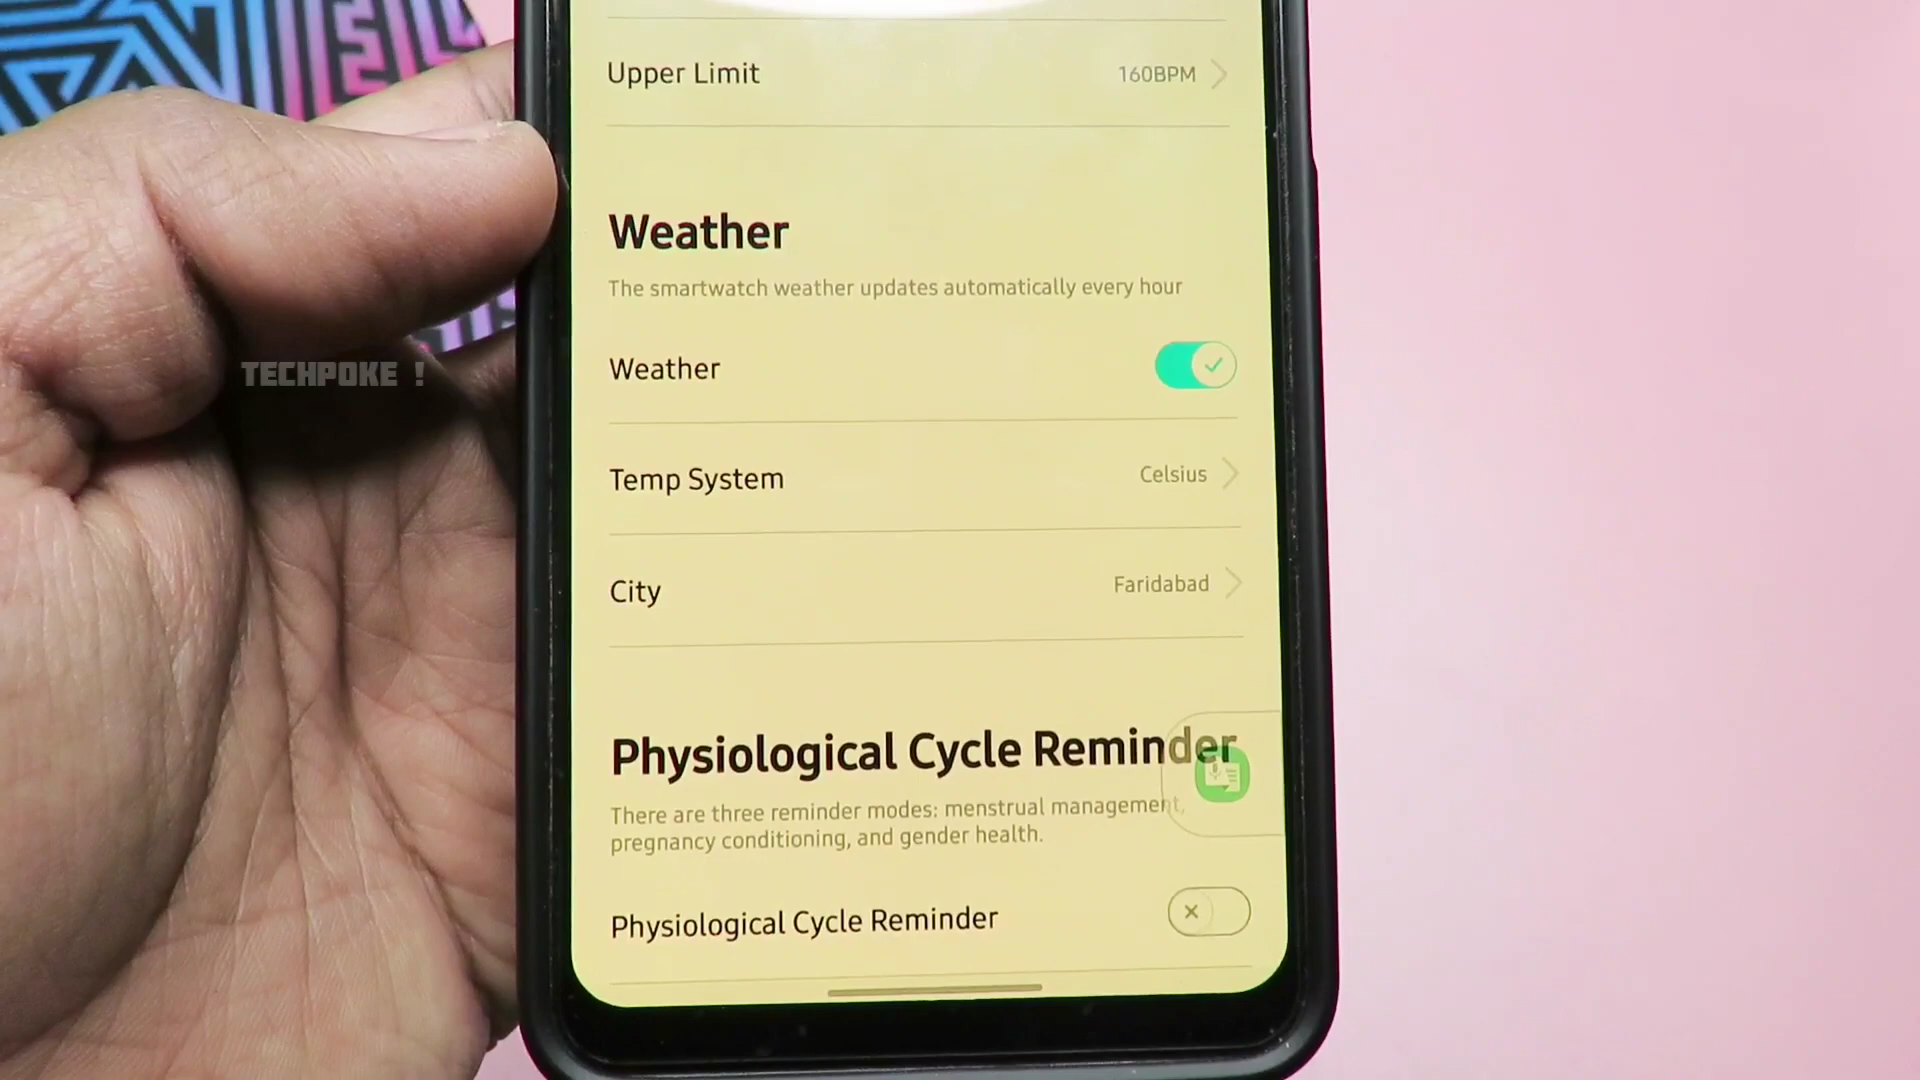 Upper Limit 160BPM
Weather
The smartwatch weather updates automatically every hour
Weather
Temp System Celsius
City Faridabad
TECHPOKE !
Physiological Cycle Reminder
There are three reminder modes: menstrual management,
pregnancy conditioning, and gender health.
Physiological Cycle Reminder